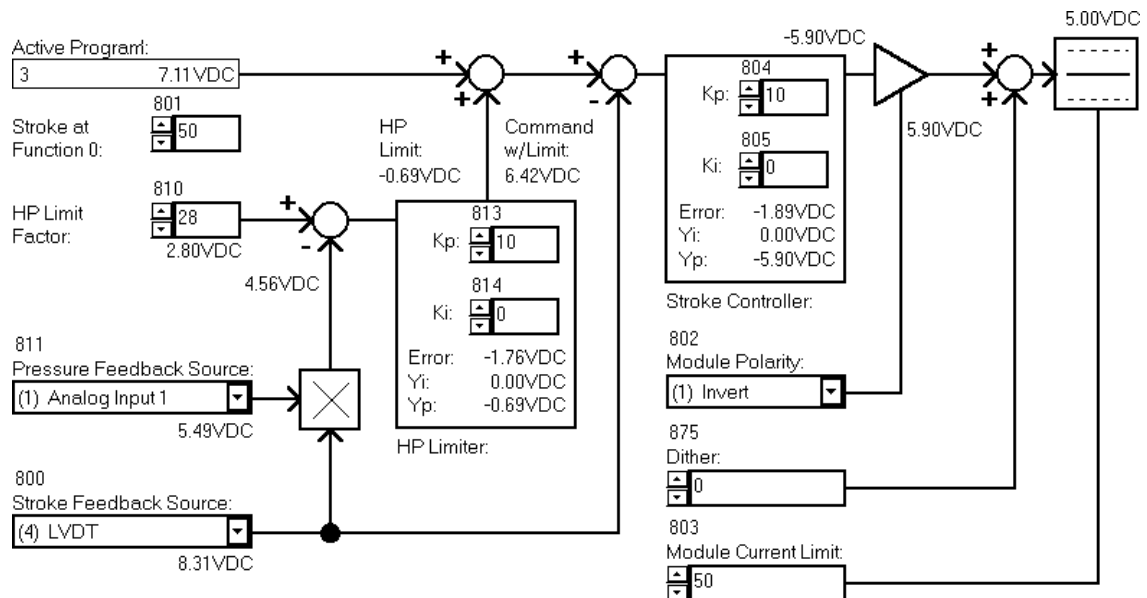 5.00VDC
-5.90VDC
Active Program:
3 7.11VDC
+
+
+
-
+
+
801
Stroke at
Function 0:
50
HP
Limit:
-0.69VDC
Command
w/Limit:
6.42VDC
804
Kp: 10
805
Ki: 0
Error: -1.89VDC
Yi: 0.00VDC
Yp: -5.90VDC
Stroke Controller:
5.90VDC
810
HP Limit
Factor:
28
2.80VDC
+
-
4.56VDC
813
Kp: 10
814
Ki: 0
Error: -1.76VDC
Yi: 0.00VDC
Yp: -0.69VDC
HP Limiter:
811
Pressure Feedback Source:
(1) Analog Input 1
5.49VDC
800
Stroke Feedback Source:
(4) LVDT
8.31VDC
802
Module Polarity:
(1) Invert
875
Dither:
0
803
Module Current Limit:
50